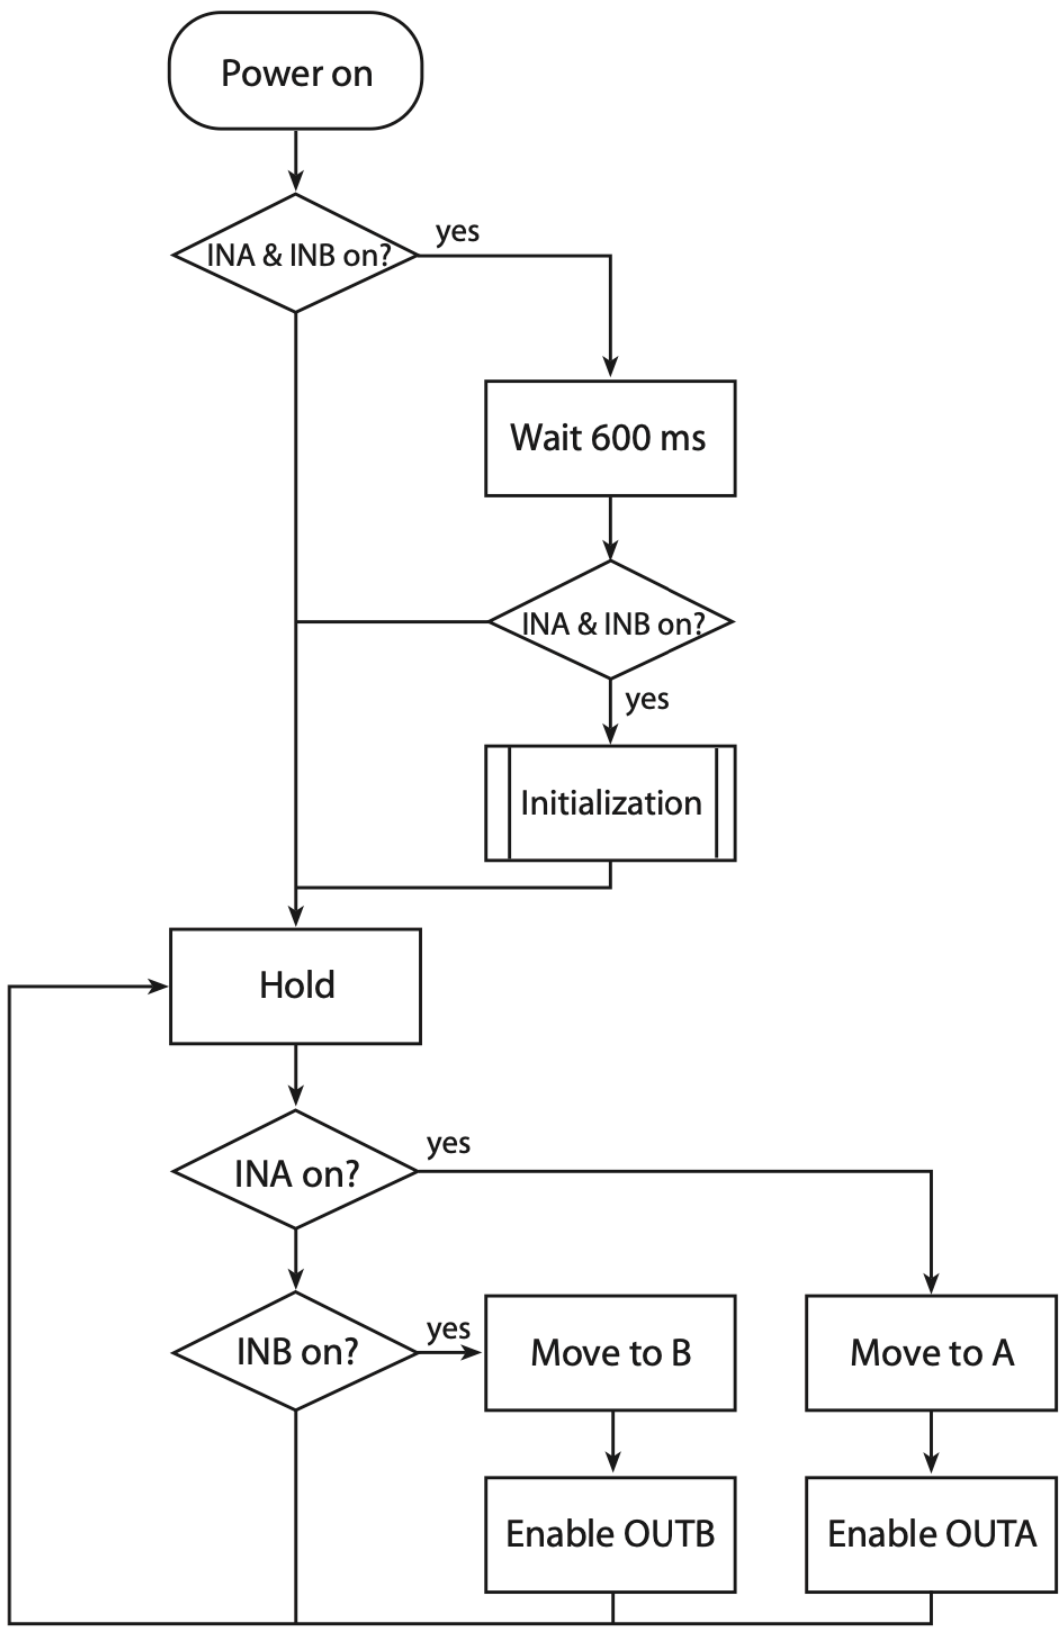 Power on
INA & INB on?
yes
Wait 600 ms
INA & INB on?
yes
Initialization
Hold
INA on?
yes
INB on?
yes
Move to B
Move to A
Enable OUTB
Enable OUTA